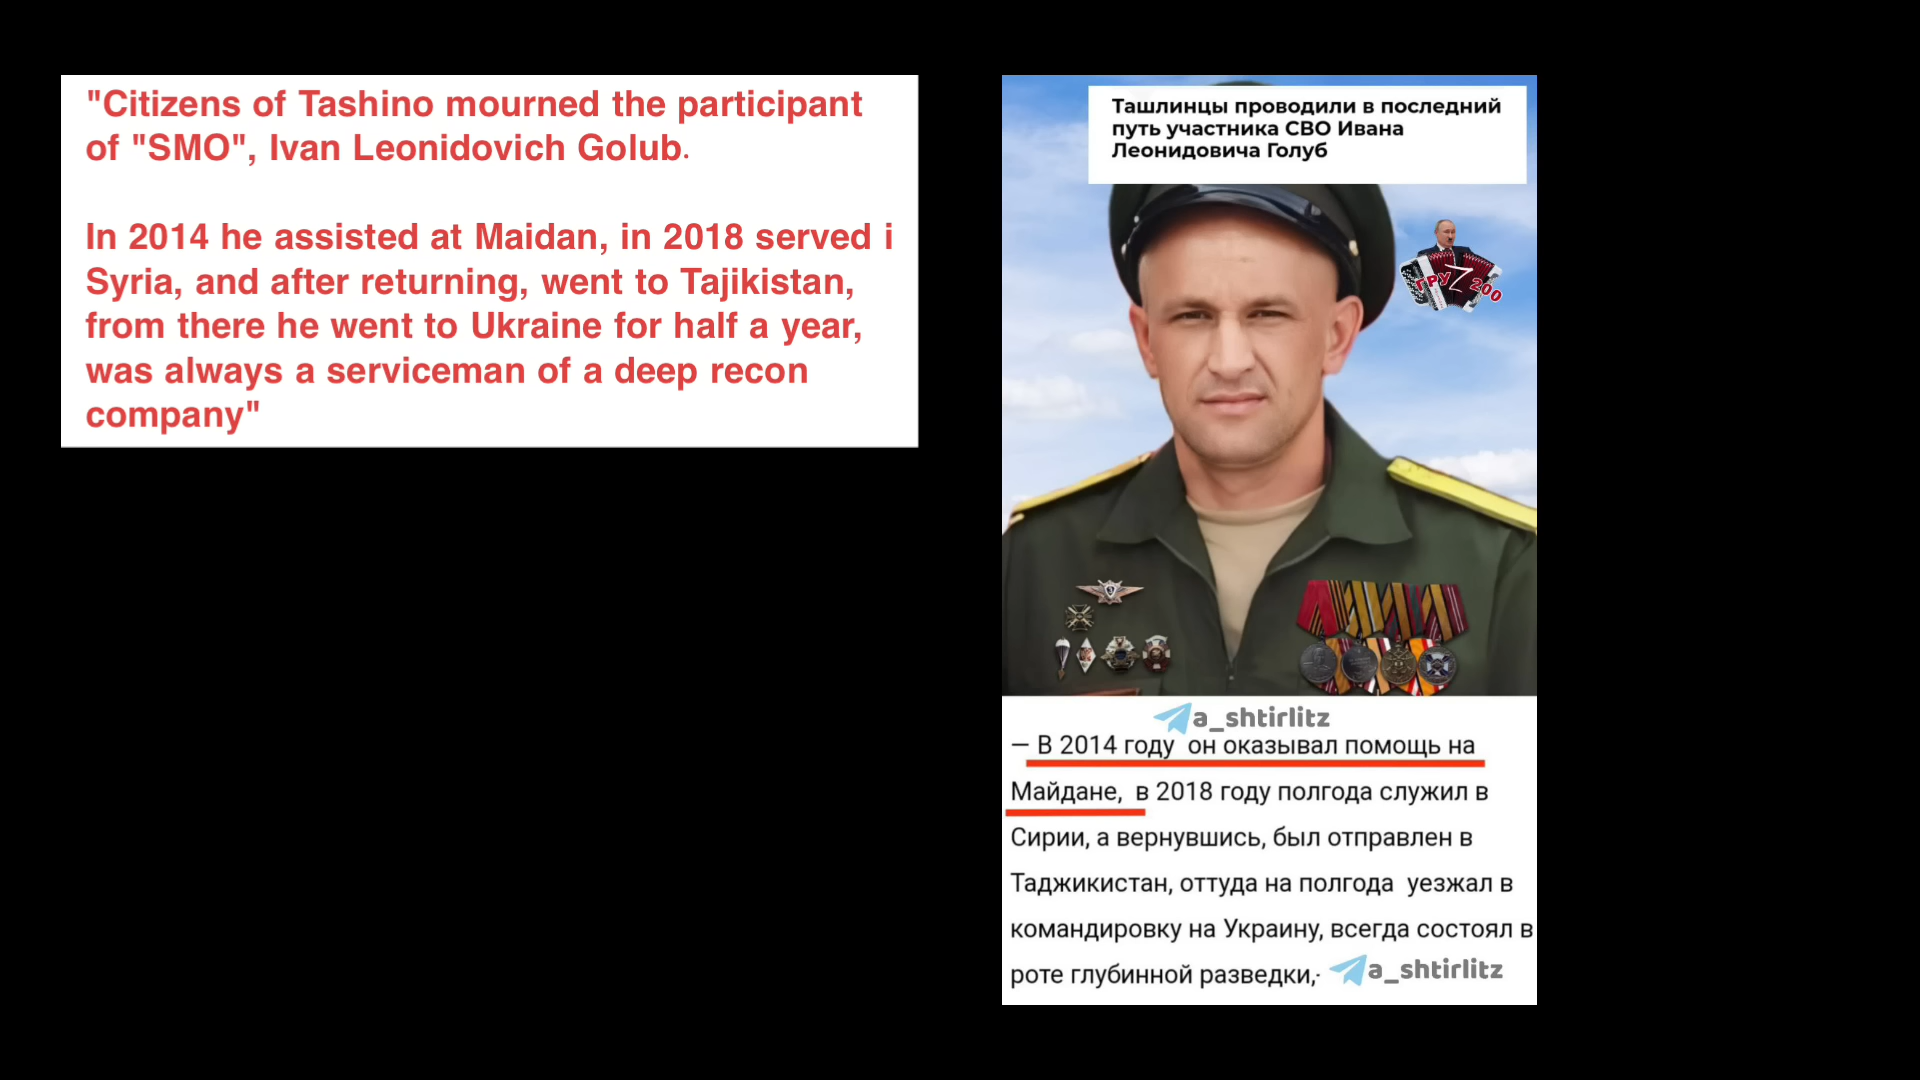 "Citizens of Tashino mourned the participant
of "SMO", Ivan Leonidovich Golub.
In 2014 he assisted at Maidan, in 2018 served i
Syria, and after returning, went to Tajikistan,
from there he went to Ukraine for half a year,
was always a serviceman of a deep recon
company"
Ташлинцы проводили в последний
путь участника СВО Ивана
Леонидовича Голуб
ГРУZ 200
a_shtirlitz
— В 2014 году он оказывал помощь на
Майдане, в 2018 году полгода служил в
Сирии, а вернувшись, был отправлен в
Таджикистан, оттуда на полгода уезжал в
командировку на Украину, всегда состоял в
роте глубинной разведки,-
a_shtirlitz